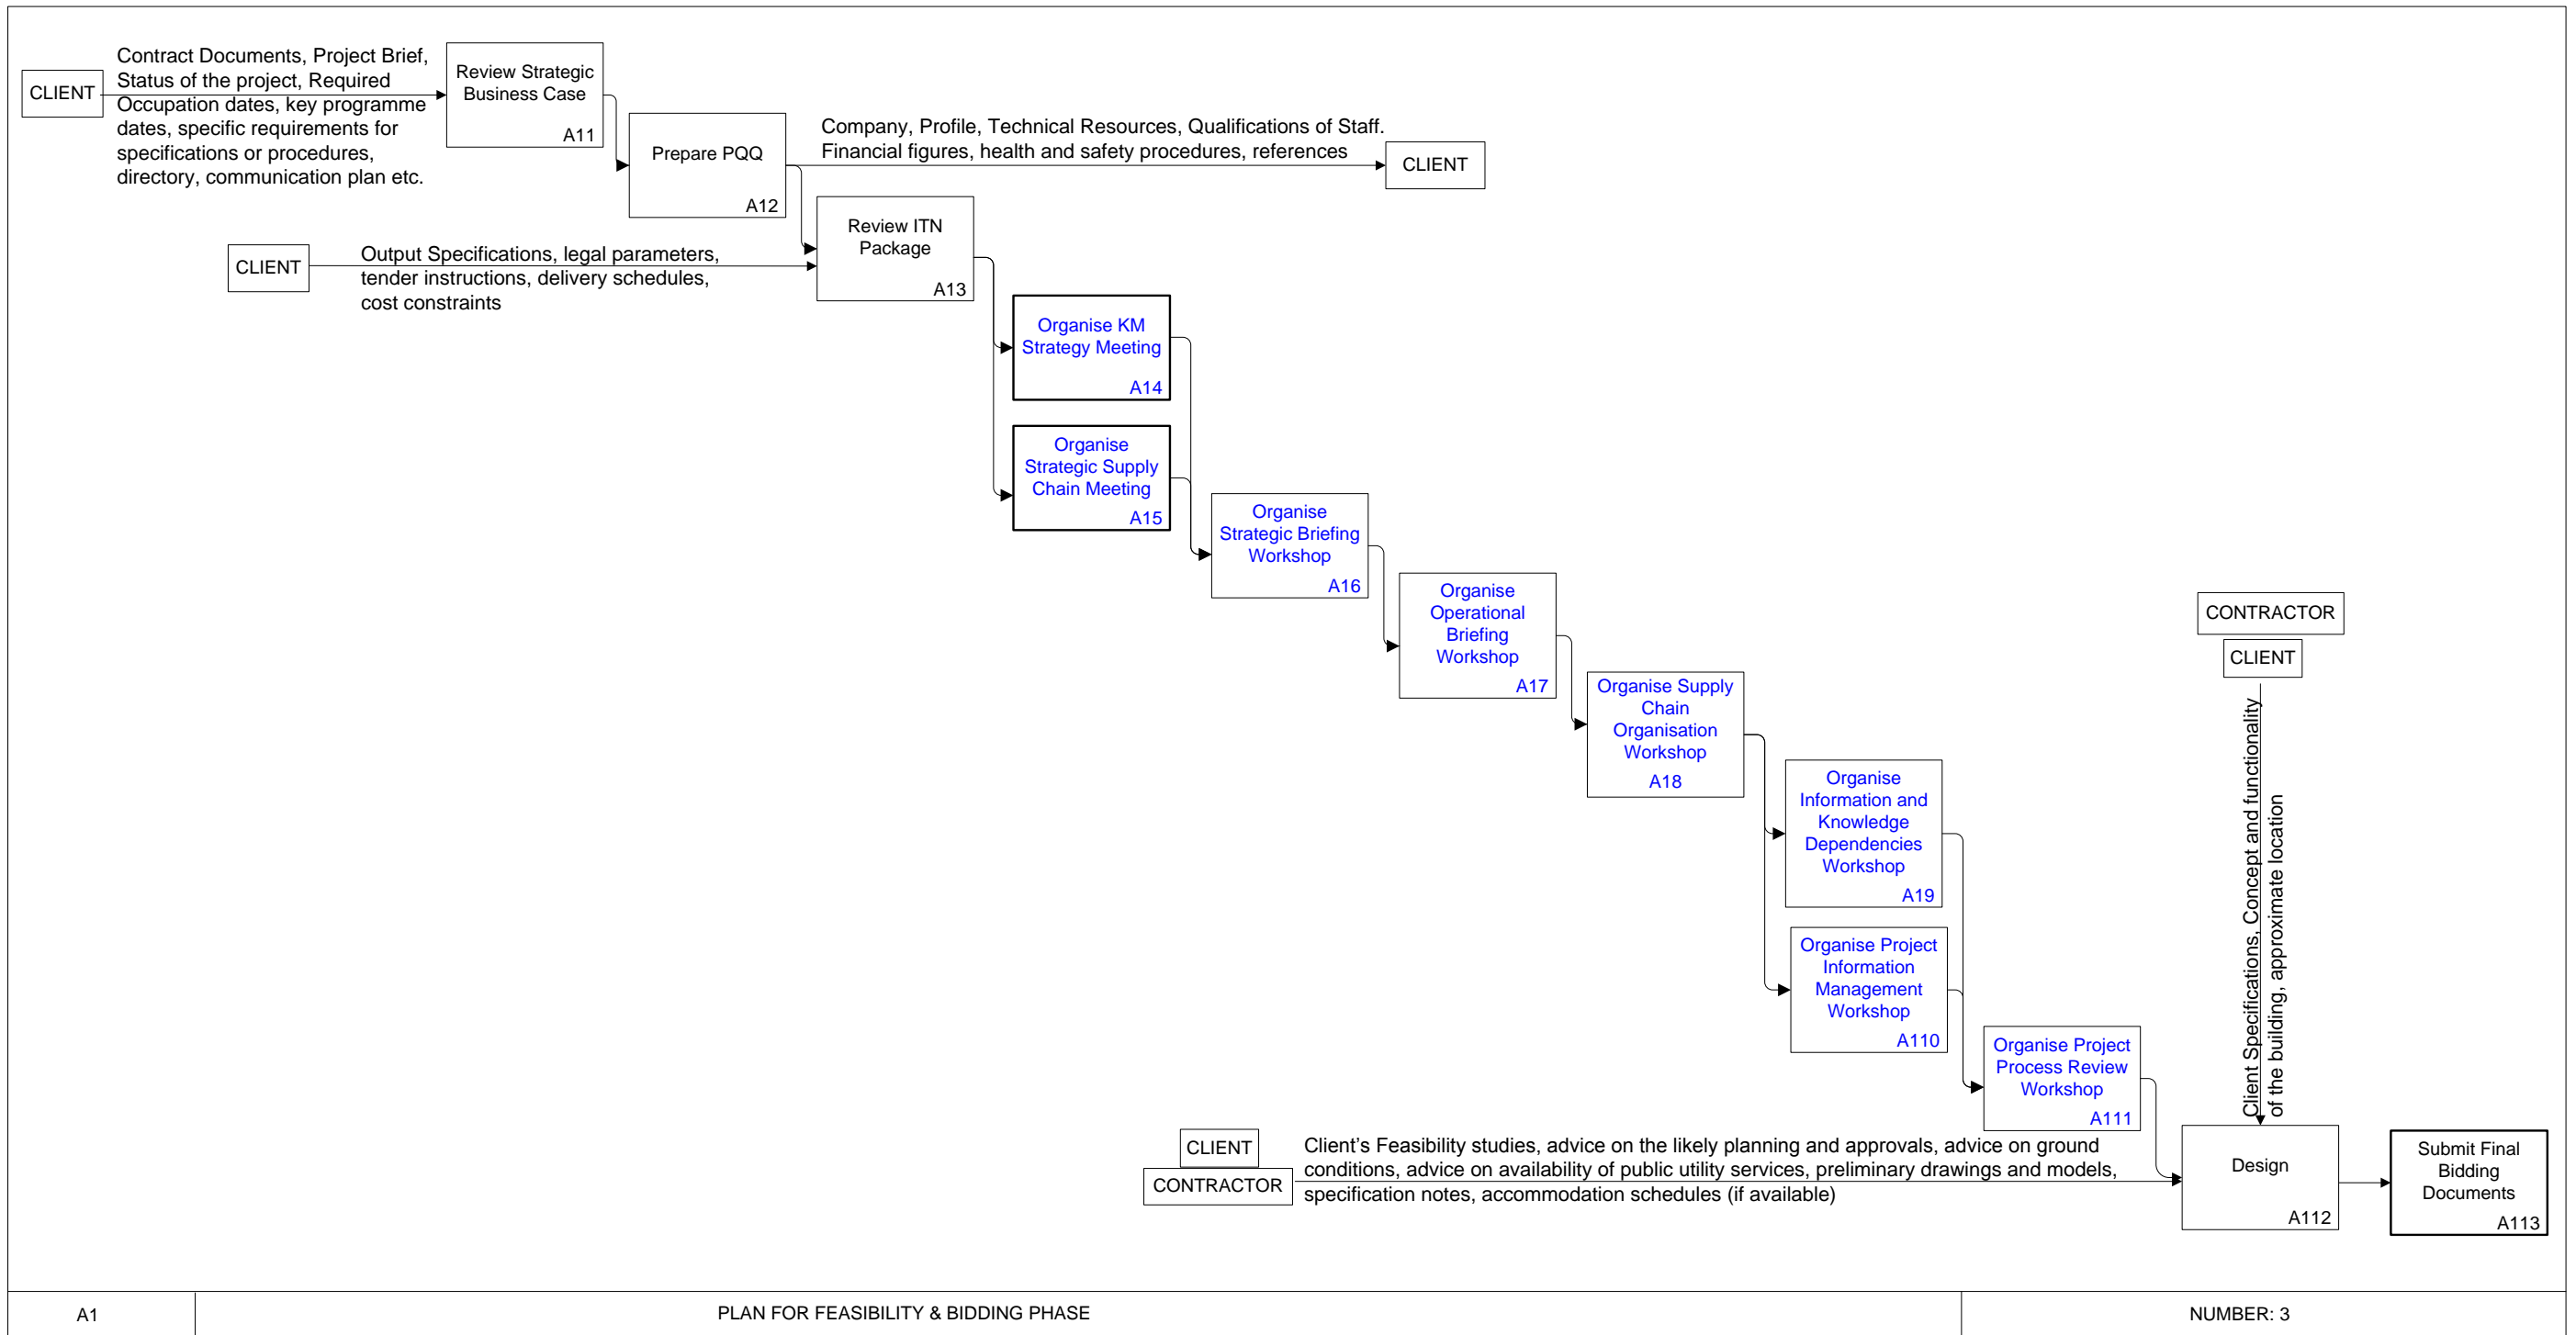 CLIENT
Contract Documents, Project Brief,
Status of the project, Required
Occupation dates, key programme
dates, specific requirements for
specifications or procedures,
directory, communication plan etc.
Review Strategic
Business Case
A11
Prepare PQQ
A12
Company, Profile, Technical Resources, Qualifications of Staff.
Financial figures, health and safety procedures, references
CLIENT
CLIENT
Output Specifications, legal parameters,
tender instructions, delivery schedules,
cost constraints
Review ITN
Package
A13
Organise KM
Strategy Meeting
A14
Organise
Strategic Supply
Chain Meeting
A15
Organise
Strategic Briefing
Workshop
A16
Organise
Operational
Briefing
Workshop
A17
Organise Supply
Chain
Organisation
Workshop
A18
Organise
Information and
Knowledge
Dependencies
Workshop
A19
Organise Project
Information
Management
Workshop
A110
Organise Project
Process Review
Workshop
A111
CONTRACTOR
CLIENT
Client Specifications, Concept and functionality
of the building, approximate location
CLIENT
CONTRACTOR
Client's Feasibility studies, advice on the likely planning and approvals, advice on ground
conditions, advice on availability of public utility services, preliminary drawings and models,
specification notes, accommodation schedules (if available)
Design
A112
Submit Final
Bidding
Documents
A113
A1
PLAN FOR FEASIBILITY & BIDDING PHASE
NUMBER: 3